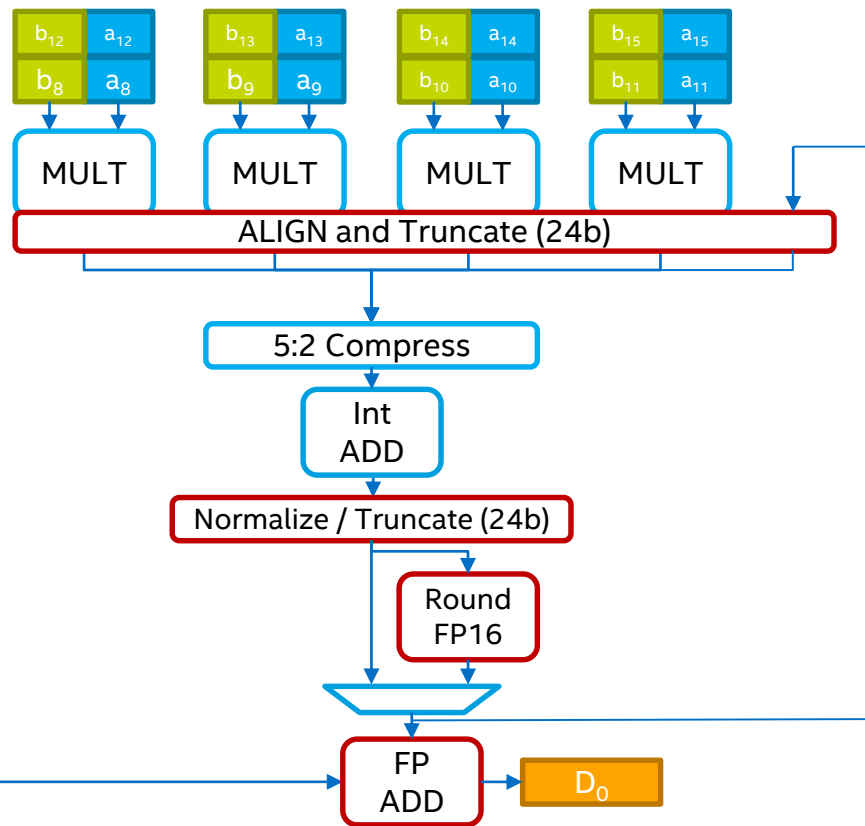 b₁₂ a₁₂ b₁₃ a₁₃ b₁₄ a₁₄ b₁₅ a₁₅
b₈ a₈ b₉ a₉ b₁₀ a₁₀ b₁₁ a₁₁
MULT MULT MULT MULT
ALIGN and Truncate (24b)
5:2 Compress
Int
ADD
Normalize / Truncate (24b)
Round
FP16
FP
ADD
D₀